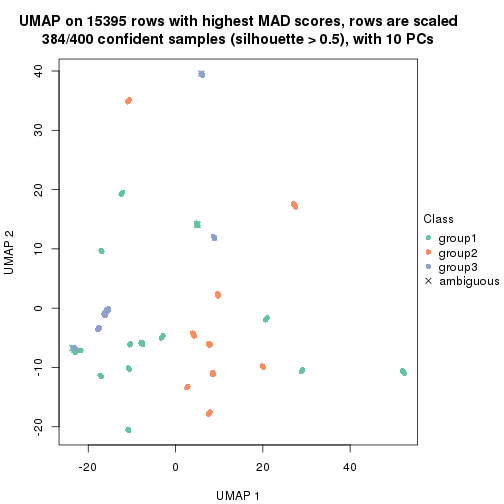 UMAP on 15395 rows with highest MAD scores, rows are scaled
384/400 confident samples (silhouette > 0.5), with 10 PCs
40
30
20
10
0
-10
-20
UMAP 2
-20
0
20
40
UMAP 1
Class
group1
group2
group3
ambiguous